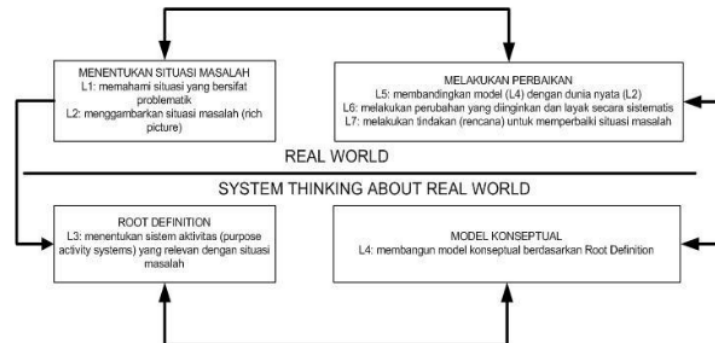 MENENTUKAN SITUASI MASALAH
L1: memahami situasi yang bersifat
problematik
L2: menggambarkan situasi masalah (rich
picture)
MELAKUKAN PERBAIKAN
L5: membandingkan model (L4) dengan dunia nyata (L2)
L6: melakukan perubahan yang diinginkan dan layak secara sistematis
L7: melakukan tindakan (rencana) untuk memperbaiki situasi masalah
REAL WORLD
SYSTEM THINKING ABOUT REAL WORLD
ROOT DEFINITION
L3: menentukan sistem aktivitas (purpose
activity systems) yang relevan dengan situasi
masalah
MODEL KONSEPTUAL
L4: membangun model konseptual berdasarkan Root Definition